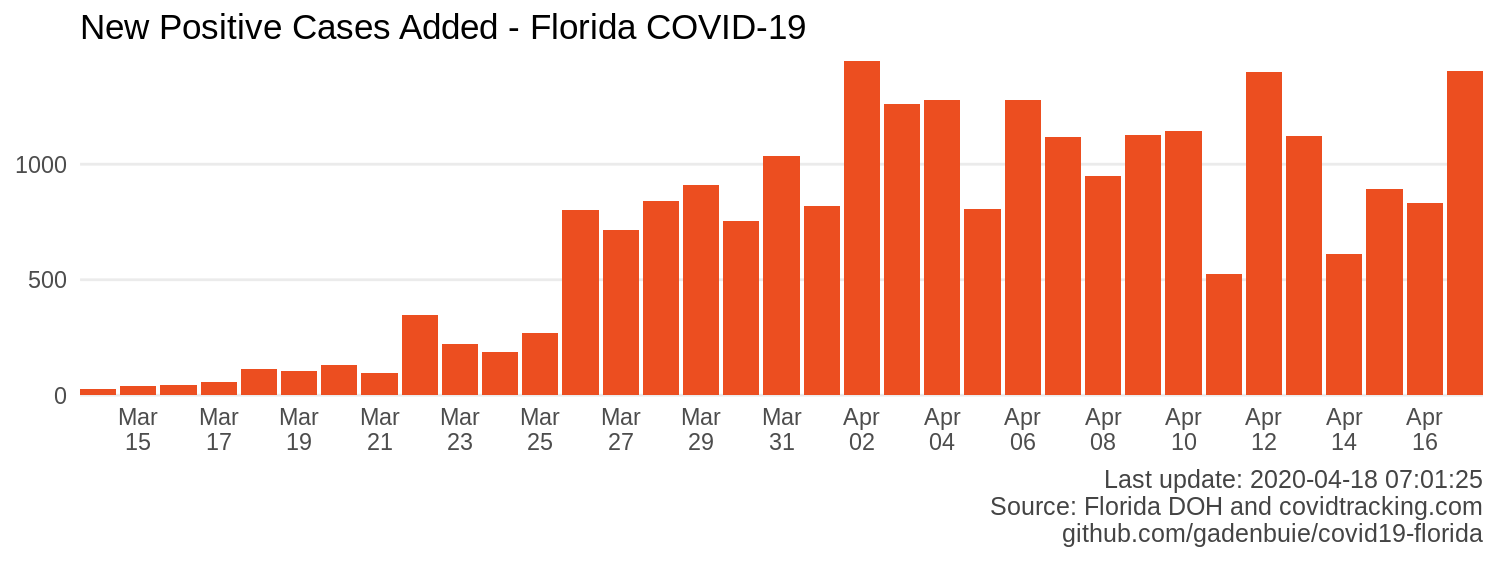 New Positive Cases Added - Florida COVID-19
1000
500
0
Mar Mar Mar Mar Mar Mar Mar Mar Mar Apr Apr Apr Apr Apr Apr Apr Apr
15 17 19 21 23 25 27 29 31 02 04 06 08 10 12 14 16
Last update: 2020-04-18 07:01:25
Source: Florida DOH and covidtracking.com
github.com/gadenbuie/covid19-florida